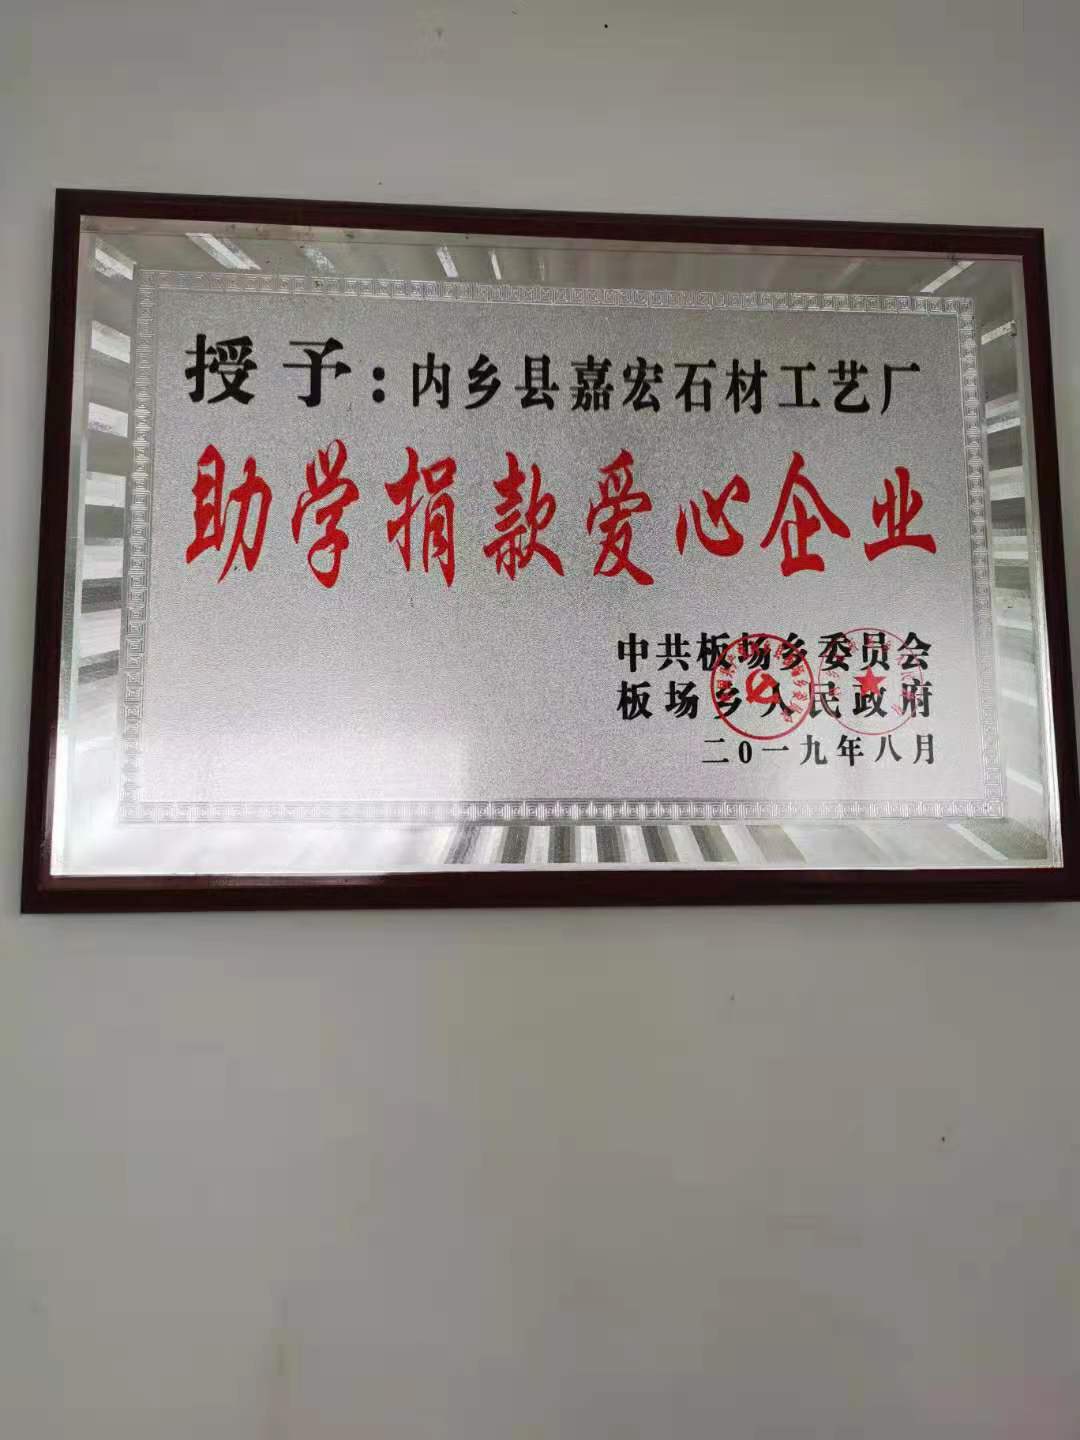 授予：内乡县嘉宏石材工艺厂
助学捐款爱心企业
中共板场乡委员会
板场乡人民政府
二0一九年八月